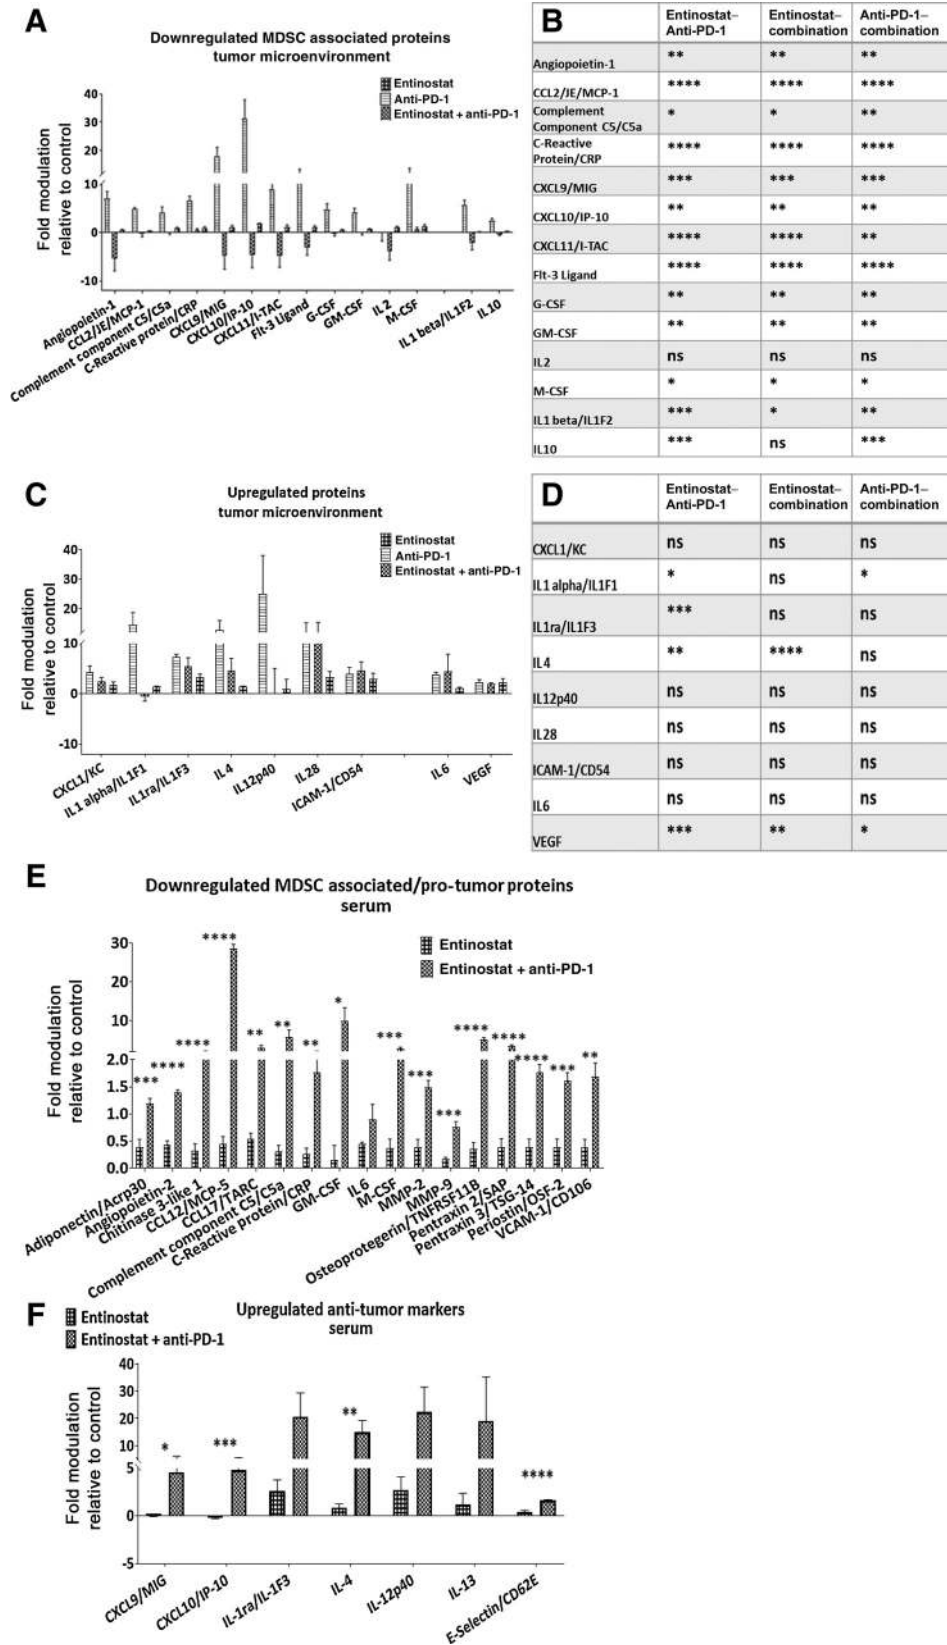 A
Downregulated MDSC associated proteins
tumor microenvironment
Entinostat
Anti-PD-1
Entinostat + anti-PD-1
Fold modulation
relative to control
40
30
20
10
0
-10
Angiopoietin-1
CCL2/JE/MCP-1
Complement component C5/C5a
C-Reactive protein/CRP
CXCL9/MIG
CXCL10/IP-10
CXCL11/I-TAC
Flt-3 Ligand
G-CSF
GM-CSF
IL2
M-CSF
IL1 beta/IL1F2
IL10
B
Entinostat–
Anti-PD-1
Entinostat–
combination
Anti-PD-1–
combination
Angiopoietin-1 ** ** **
CCL2/JE/MCP-1 **** **** ****
Complement
Component C5/C5a * * **
C-Reactive
Protein/CRP **** **** ****
CXCL9/MIG *** *** ***
CXCL10/IP-10 ** ** **
CXCL11/I-TAC **** **** **
Flt-3 Ligand **** **** ****
G-CSF ** ** **
GM-CSF ** ** **
IL2 ns ns ns
M-CSF * * *
IL1 beta/IL1F2 *** * **
IL10 *** ns ***
C
Upregulated proteins
tumor microenvironment
Entinostat
Anti-PD-1
Entinostat + anti-PD-1
Fold modulation
relative to control
40
30
20
10
0
-10
CXCL1/KC
IL1 alpha/IL1F1
IL1ra/IL1F3
IL4
IL12p40
IL28
ICAM-1/CD54
IL6
VEGF
D
Entinostat–
Anti-PD-1
Entinostat–
combination
Anti-PD-1–
combination
CXCL1/KC ns ns ns
IL1 alpha/IL1F1 * ns *
IL1ra/IL1F3 *** ns ns
IL4 ** **** ns
IL12p40 ns ns ns
IL28 ns ns ns
ICAM-1/CD54 ns ns ns
IL6 ns ns ns
VEGF *** ** *
E
Downregulated MDSC associated/pro-tumor proteins
serum
Entinostat
Entinostat + anti-PD-1
Fold modulation
relative to control
30
20
10
2.0
1.5
1.0
0.5
0.0
*** **** **** **** ** ** ** * *** *** *** **** **** **** *** **
Adiponectin/Acrp30
Angiopoietin-2
Chitinase 3-like 1
CCL12/MCP-5
CCL17/TARC
Complement component C5/C5a
C-Reactive protein/CRP
GM-CSF
IL6
M-CSF
MMP-2
MMP-9
Osteoprotegerin/TNFRSF11B
Pentraxin 2/SAP
Pentraxin 3/TSG-14
Periostin/OSF-2
VCAM-1/CD106
F
Entinostat
Entinostat + anti-PD-1
Upregulated anti-tumor markers
serum
Fold modulation
relative to control
40
30
20
10
5
0
-5
* *** ** ****
CXCL9/MIG
CXCL10/IP-10
IL-1ra/IL-1F3
IL-4
IL-12p40
IL-13
E-Selectin/CD62E